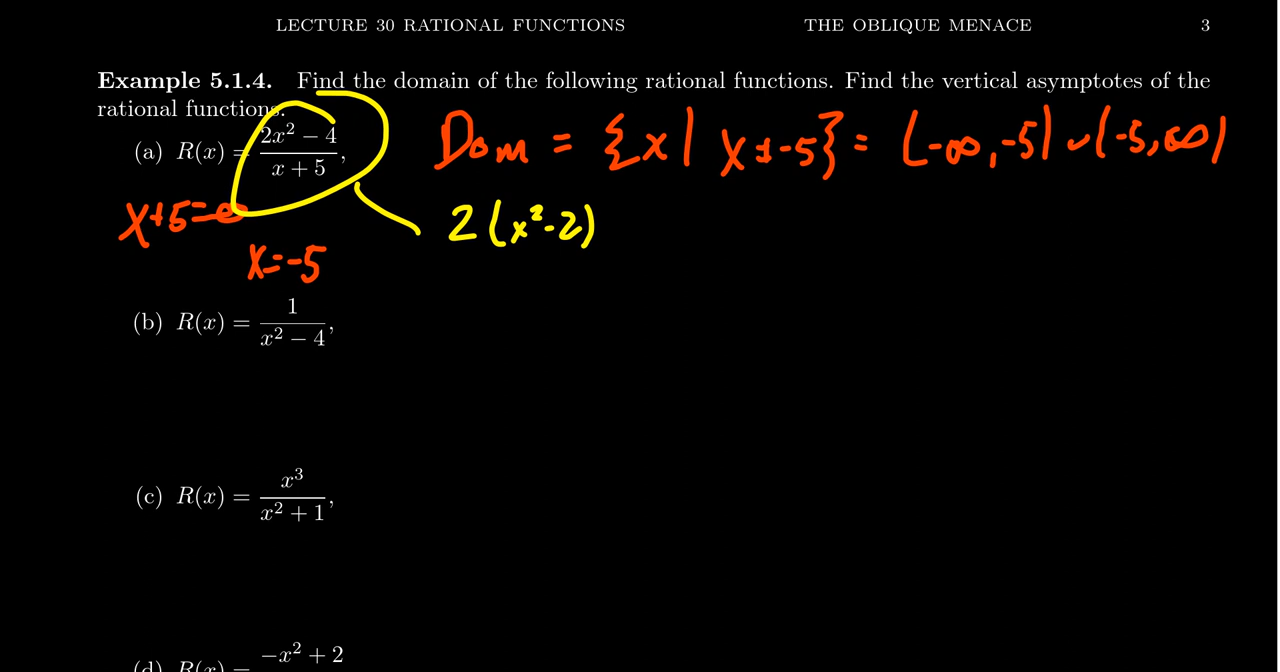 LECTURE 30 RATIONAL FUNCTIONS THE OBLIQUE MENACE 3
Example 5.1.4. Find the domain of the following rational functions. Find the vertical asymptotes of the
rational functions.
(a) R(x) = (2x² − 4)/(x + 5), Dom = {x | x ≠ -5} = (-∞, -5) ∪ (-5, ∞)
x+5=0 2(x²-2)
x=-5
(b) R(x) = 1/(x² − 4),
(c) R(x) = x³/(x² + 1),
(d) R(x) = −x² + 2